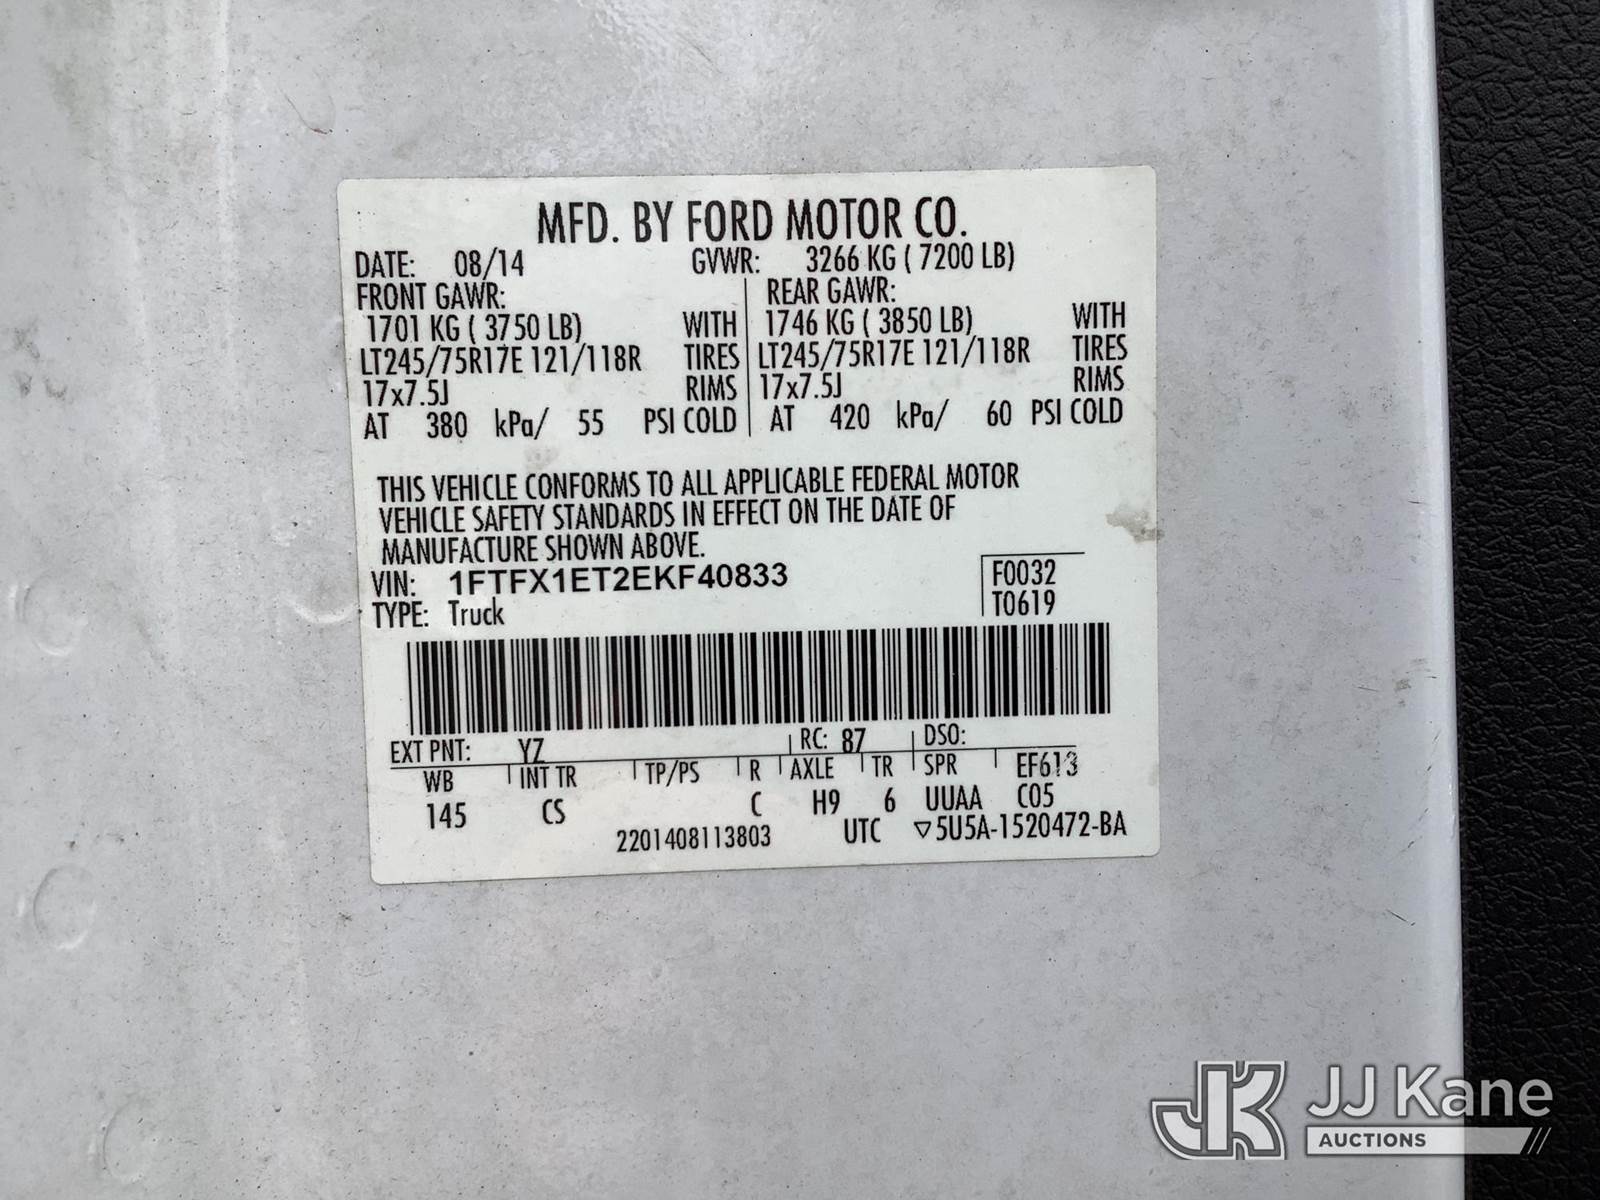 MFD. BY FORD MOTOR CO.
DATE: 08/14 GVWR: 3266 KG ( 7200 LB)
FRONT GAWR: REAR GAWR:
1701 KG ( 3750 LB) WITH 1746 KG ( 3850 LB) WITH
LT245/75R17E 121/118R TIRES LT245/75R17E 121/118R TIRES
17x7.5J RIMS 17x7.5J RIMS
AT 380 kPa/ 55 PSI COLD AT 420 kPa/ 60 PSI COLD
THIS VEHICLE CONFORMS TO ALL APPLICABLE FEDERAL MOTOR
VEHICLE SAFETY STANDARDS IN EFFECT ON THE DATE OF
MANUFACTURE SHOWN ABOVE.
VIN: 1FTFX1ET2EKF40833 F0032
TYPE: Truck T0619
EXT PNT: YZ RC: 87 DSO:
WB INT TR TP/PS R AXLE TR SPR EF613
145 CS C H9 6 UUAA C05
2201408113803 UTC ▽5U5A-1520472-BA
JK JJ Kane
AUCTIONS